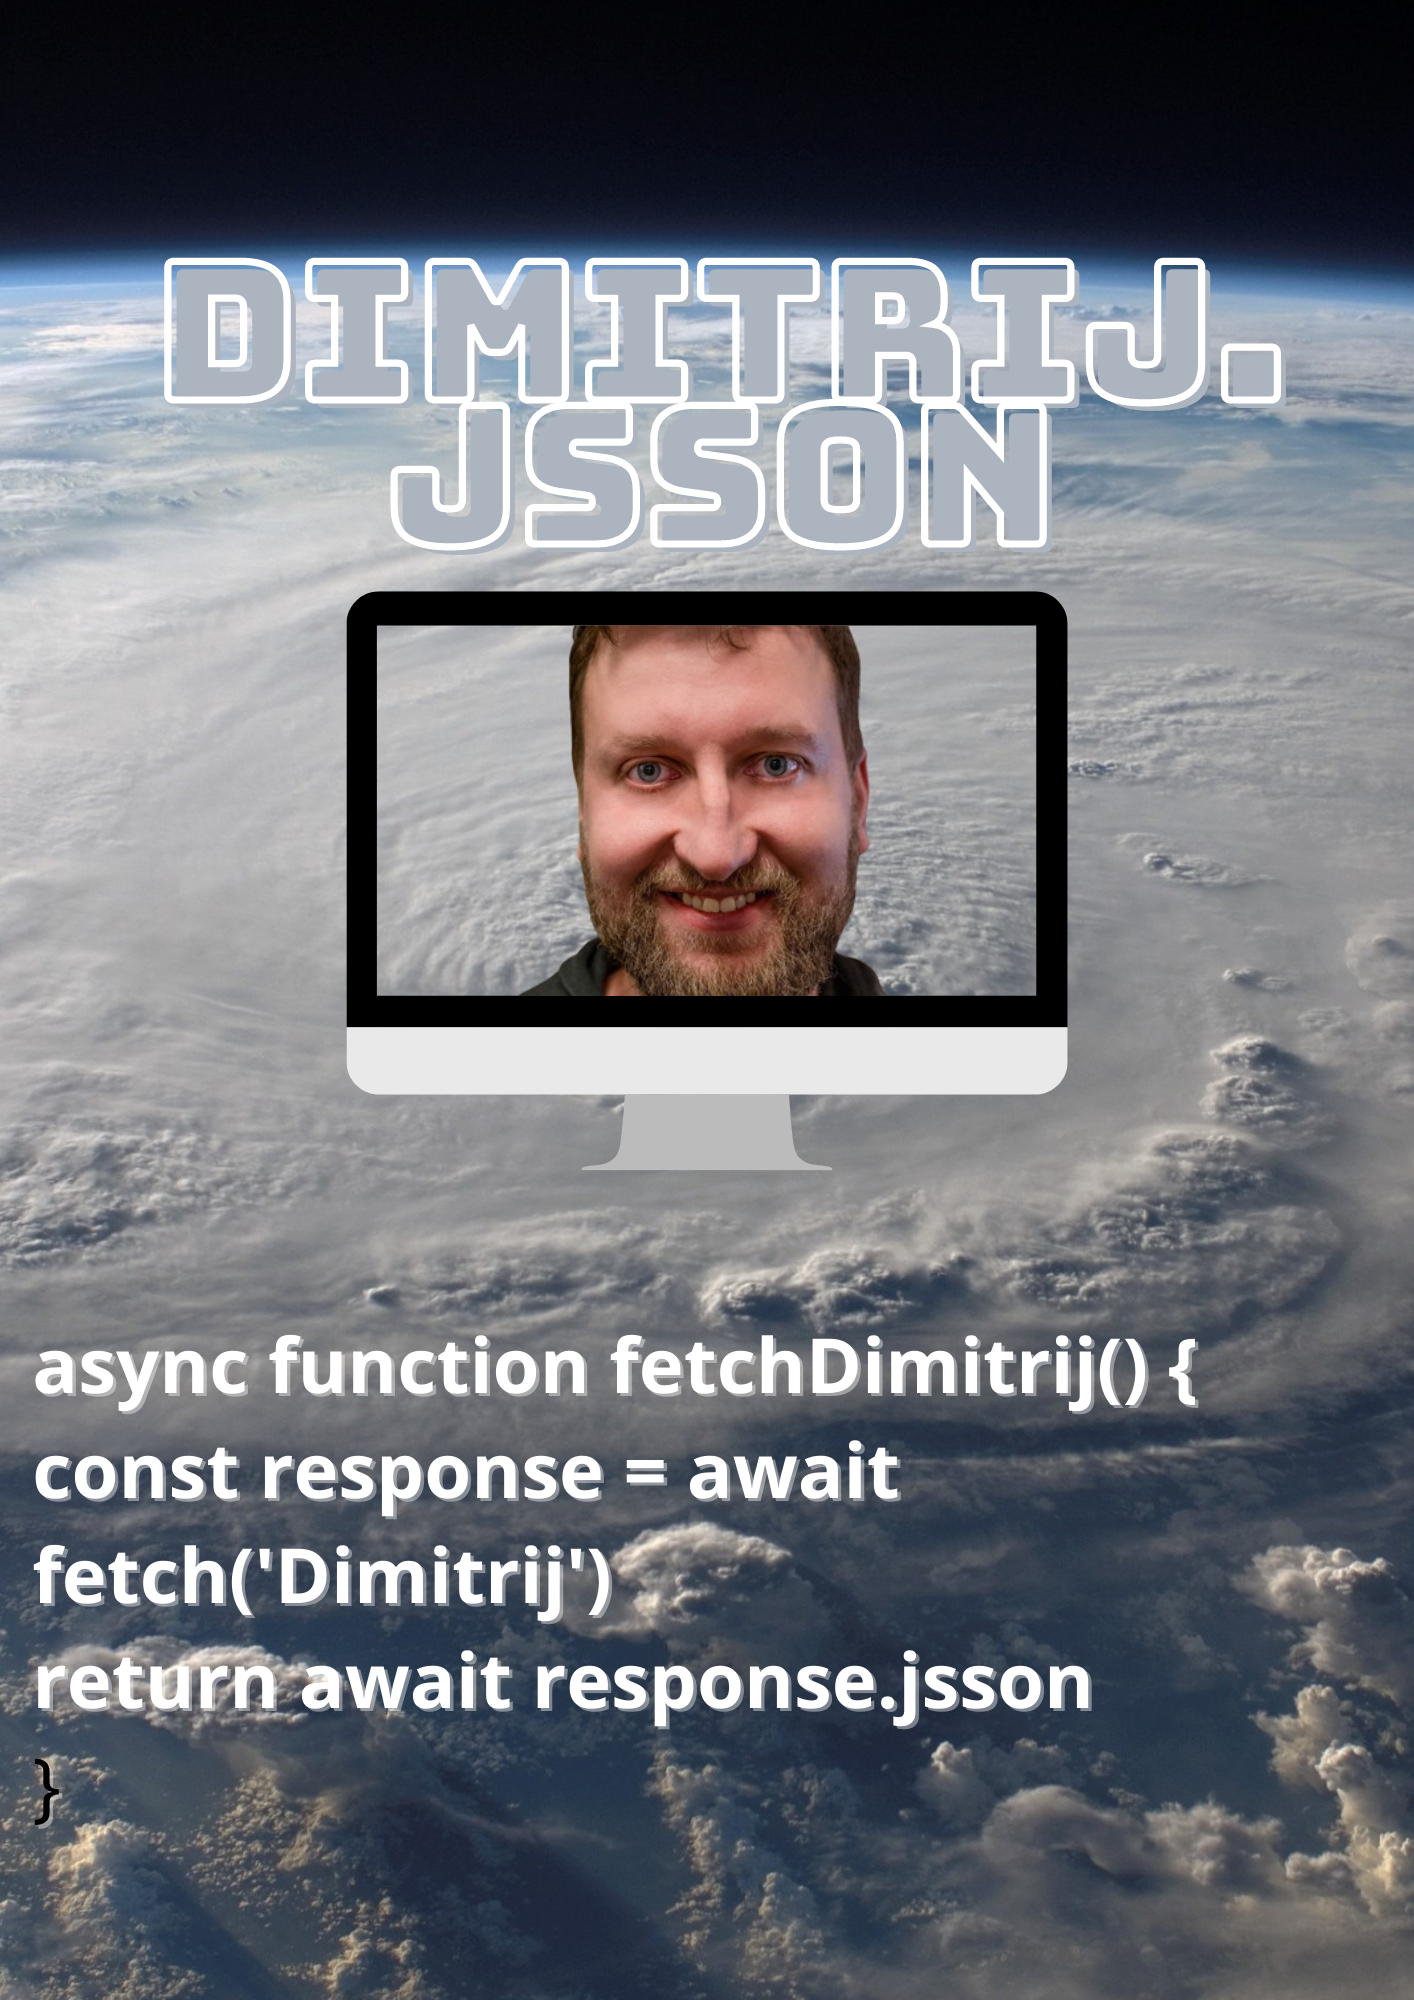 DIMITRIJ.
JSSON
async function fetchDimitrij() {
const response = await
fetch('Dimitrij')
return await response.jsson
}